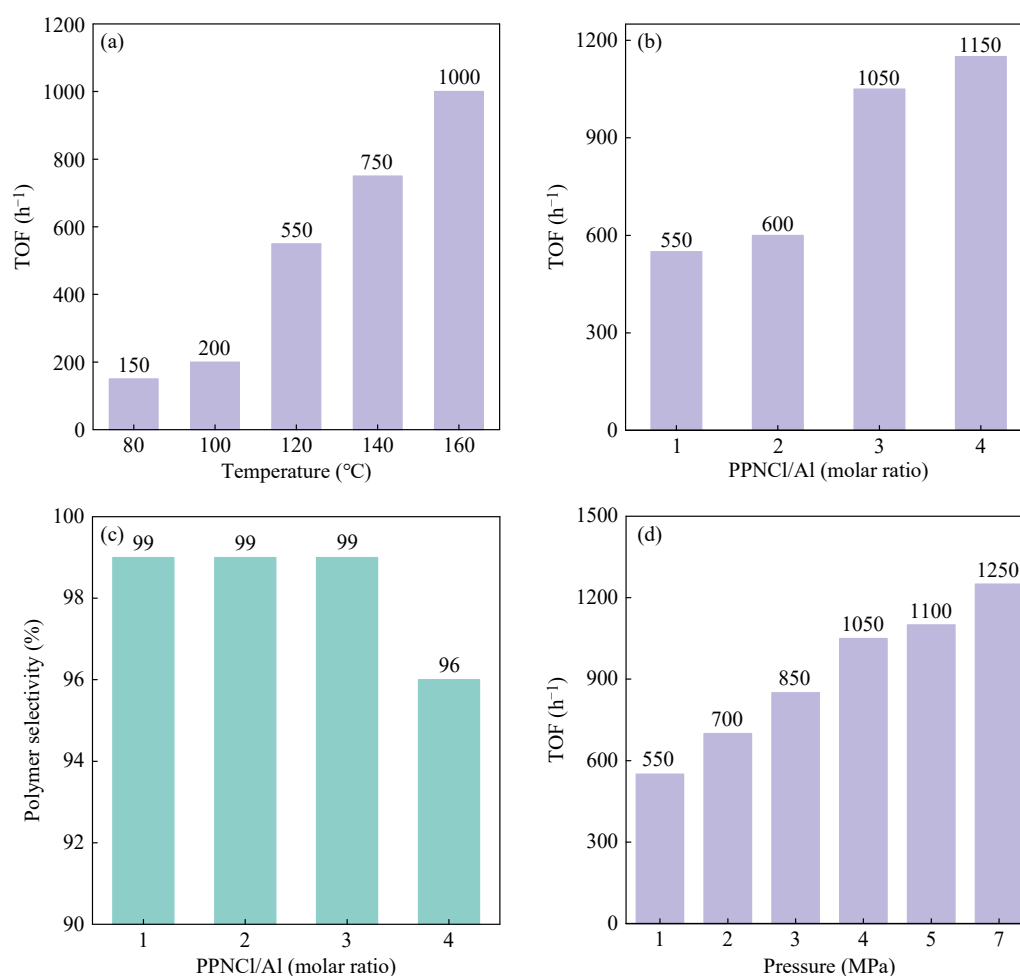 (a)
TOF (h⁻¹)
1200
1000
800
600
400
200
0
150
200
550
750
1000
80 100 120 140 160
Temperature (℃)
(b)
TOF (h⁻¹)
1200
900
600
300
0
550
600
1050
1150
1 2 3 4
PPNCl/Al (molar ratio)
(c)
Polymer selectivity (%)
100
98
96
94
92
90
99
99
99
96
1 2 3 4
PPNCl/Al (molar ratio)
(d)
TOF (h⁻¹)
1500
1200
900
600
300
0
550
700
850
1050
1100
1250
1 2 3 4 5 7
Pressure (MPa)